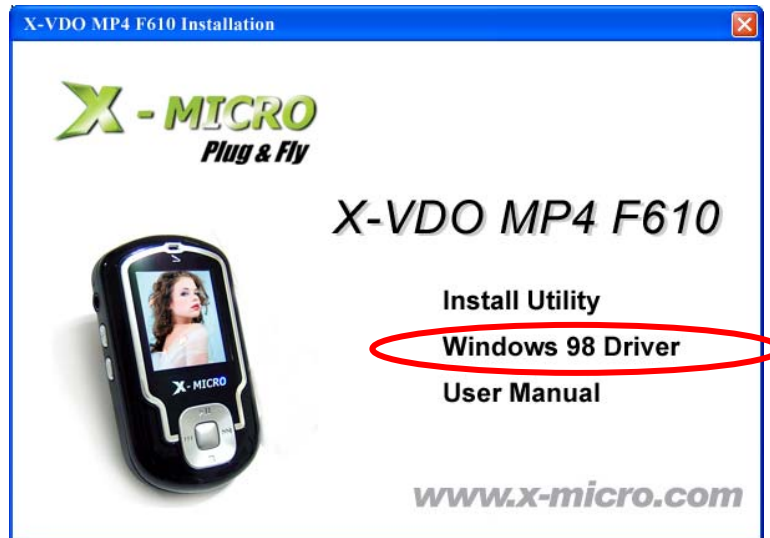 X-VDO MP4 F610 Installation
X - MICRO
Plug & Fly
X-VDO MP4 F610
Install Utility
Windows 98 Driver
User Manual
X - MICRO
www.x-micro.com